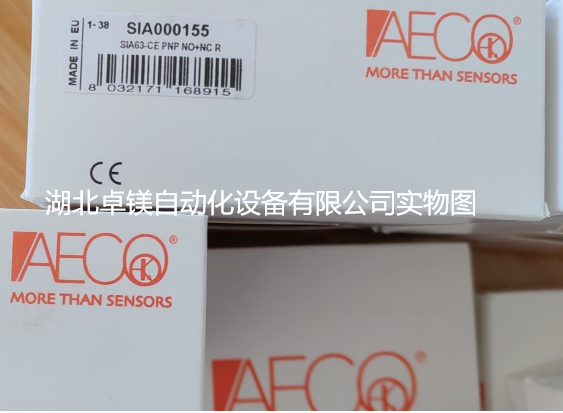 MADE IN EU
1- 38
SIA000155
SIA63-CE PNP NO+NC R
8 032171 168915
AECO®
MORE THAN SENSORS
CE
湖北卓镁自动化设备有限公司实物图
AECO®
MORE THAN SENSORS
AECO®